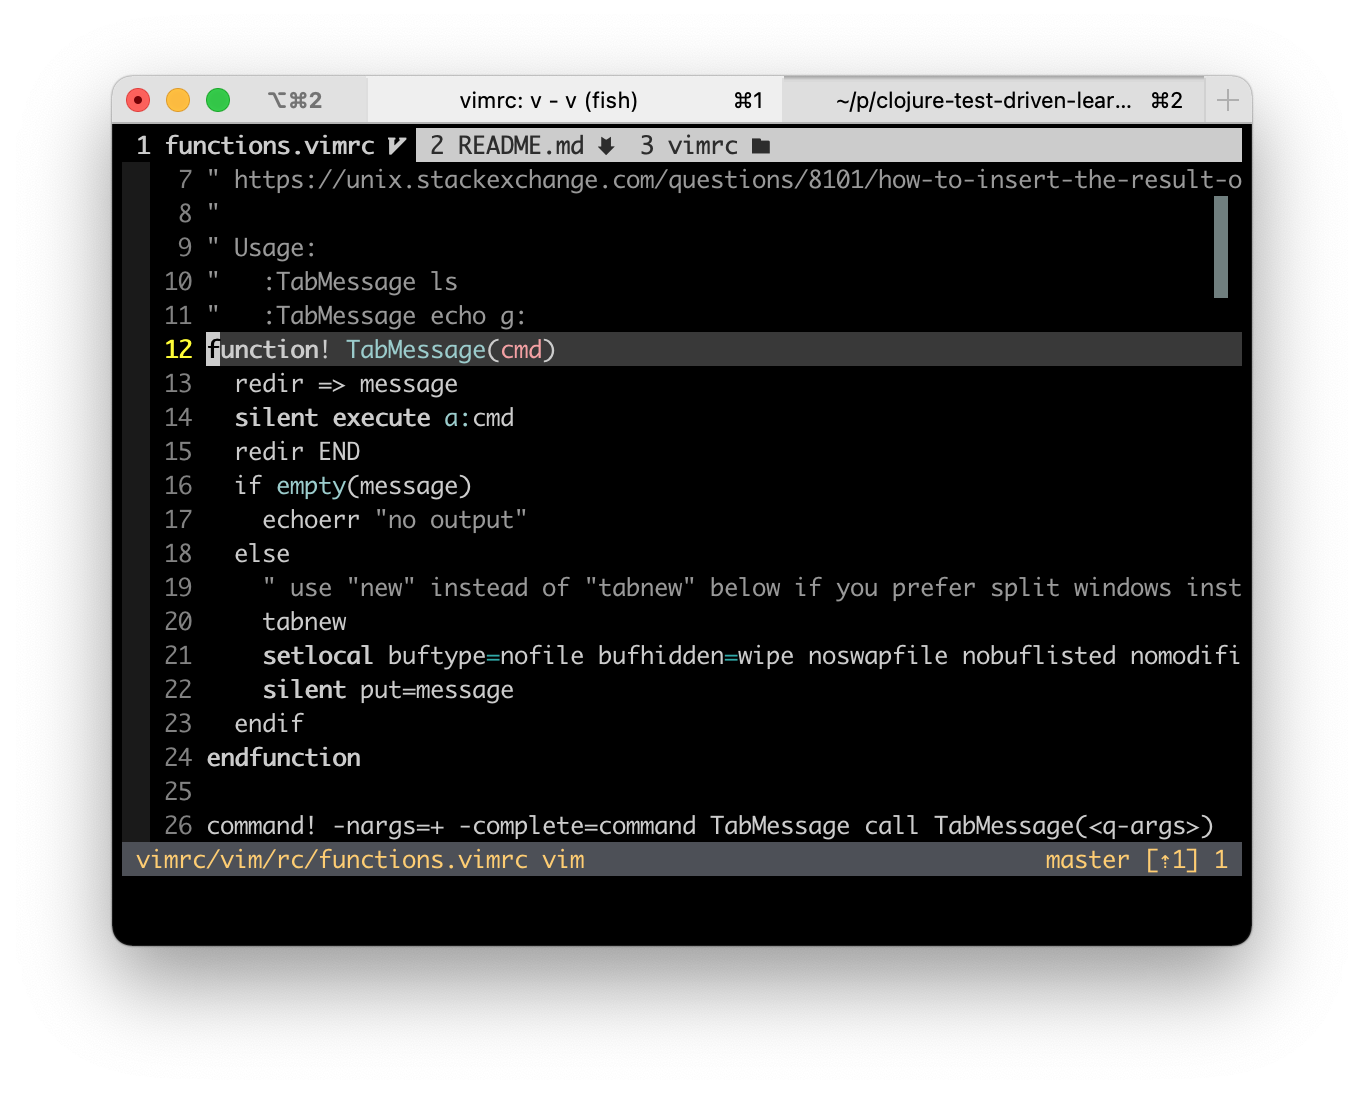 ⌥⌘2 vimrc: v - v (fish) ⌘1 ~/p/clojure-test-driven-lear... ⌘2
1 functions.vimrc 2 README.md 3 vimrc
7 " https://unix.stackexchange.com/questions/8101/how-to-insert-the-result-o
8 "
9 " Usage:
10 "   :TabMessage ls
11 "   :TabMessage echo g:
12 function! TabMessage(cmd)
13   redir => message
14   silent execute a:cmd
15   redir END
16   if empty(message)
17     echoerr "no output"
18   else
19     " use "new" instead of "tabnew" below if you prefer split windows inst
20     tabnew
21     setlocal buftype=nofile bufhidden=wipe noswapfile nobuflisted nomodifi
22     silent put=message
23   endif
24 endfunction
25
26 command! -nargs=+ -complete=command TabMessage call TabMessage(<q-args>)
vimrc/vim/rc/functions.vimrc vim master [⇡1] 1